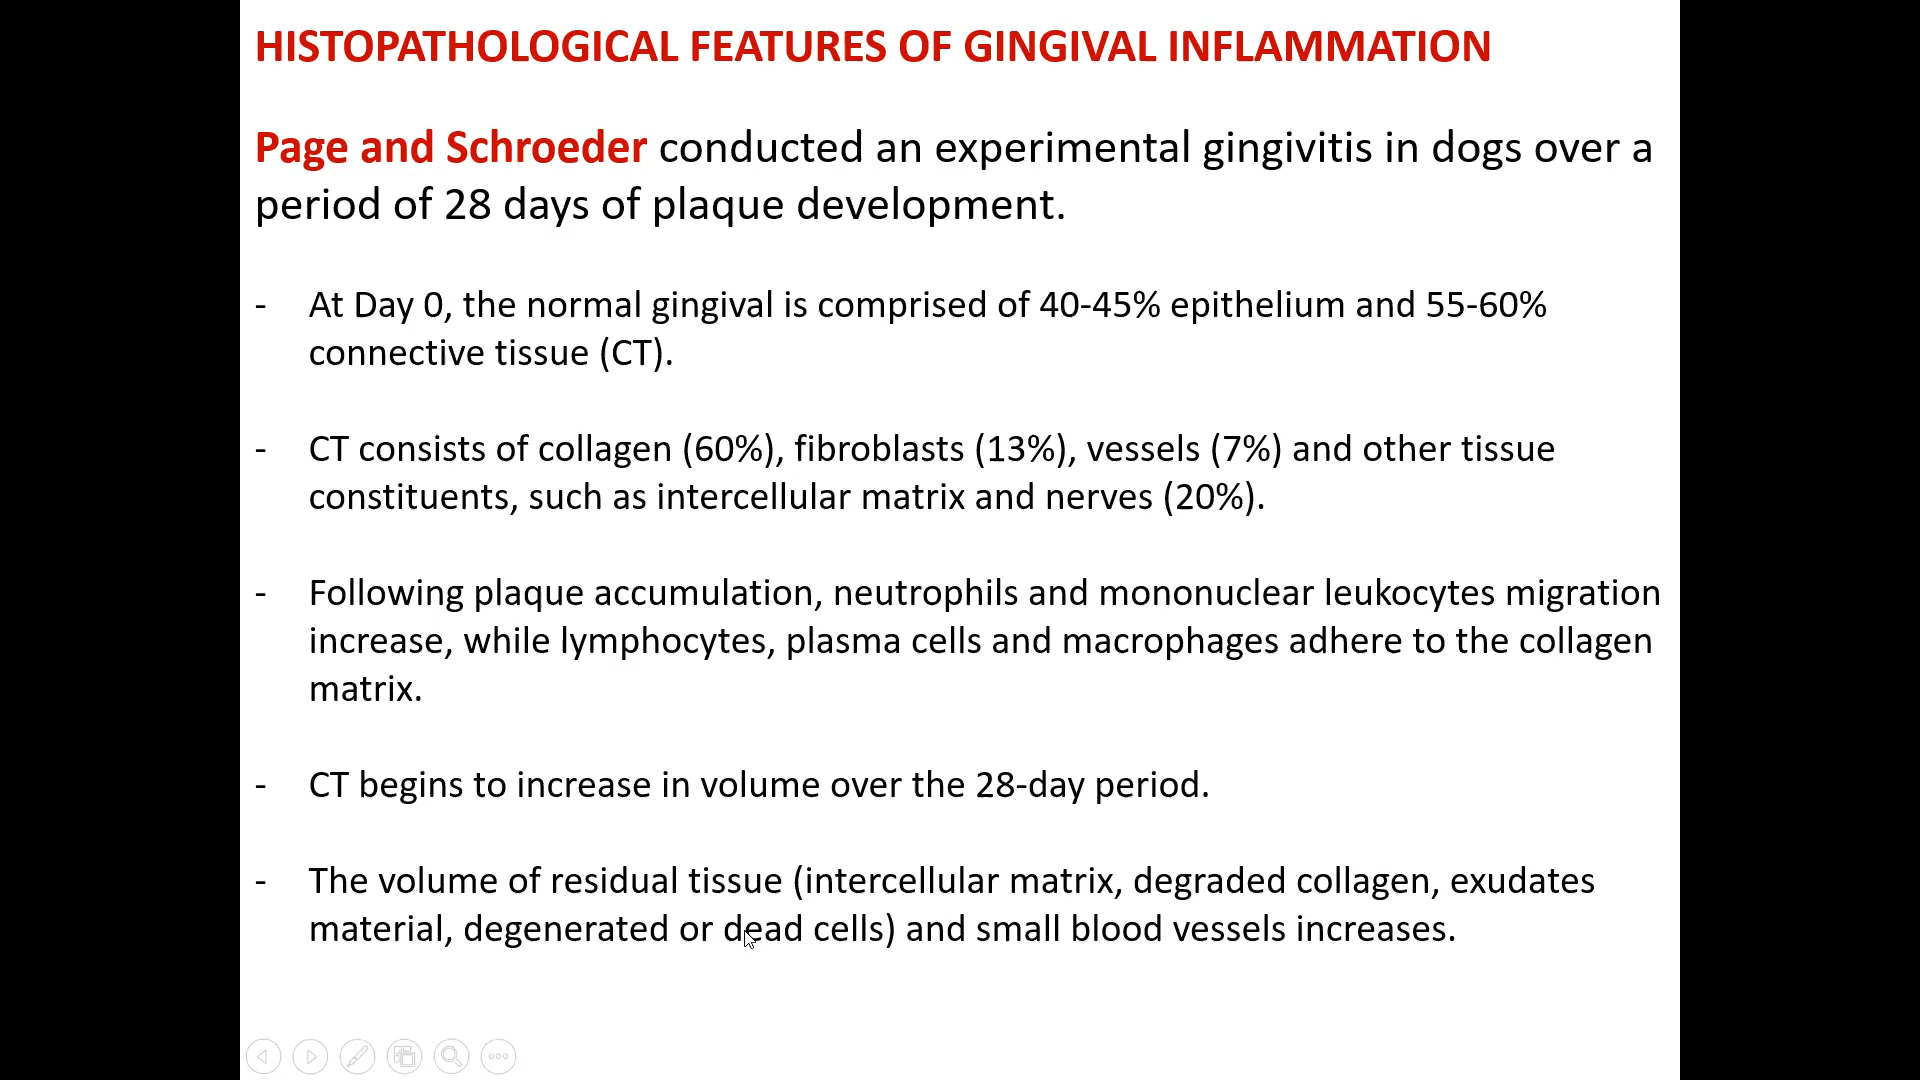 HISTOPATHOLOGICAL FEATURES OF GINGIVAL INFLAMMATION
Page and Schroeder conducted an experimental gingivitis in dogs over a
period of 28 days of plaque development.
- At Day 0, the normal gingival is comprised of 40-45% epithelium and 55-60%
connective tissue (CT).
- CT consists of collagen (60%), fibroblasts (13%), vessels (7%) and other tissue
constituents, such as intercellular matrix and nerves (20%).
- Following plaque accumulation, neutrophils and mononuclear leukocytes migration
increase, while lymphocytes, plasma cells and macrophages adhere to the collagen
matrix.
- CT begins to increase in volume over the 28-day period.
- The volume of residual tissue (intercellular matrix, degraded collagen, exudates
material, degenerated or dead cells) and small blood vessels increases.